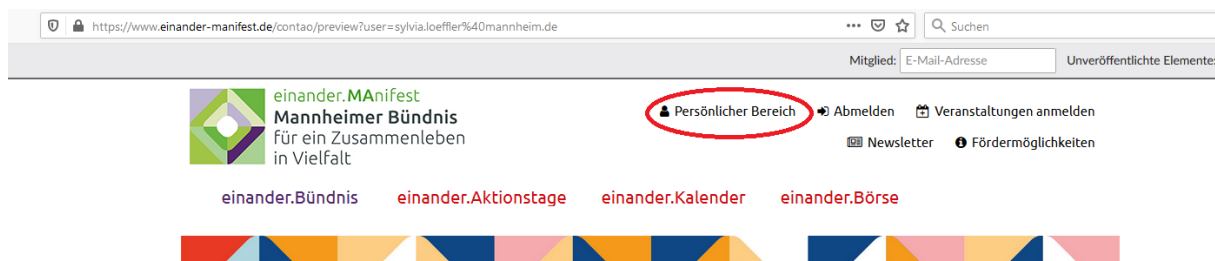 https://www.einander-manifest.de/contao/preview?user=sylvia.loeffler%40mannheim.de
Suchen
Mitglied: E-Mail-Adresse Unveröffentlichte Elemente:
einander.MAnifest
Mannheimer Bündnis
für ein Zusammenleben
in Vielfalt
Persönlicher Bereich Abmelden Veranstaltungen anmelden
Newsletter Fördermöglichkeiten
einander.Bündnis einander.Aktionstage einander.Kalender einander.Börse